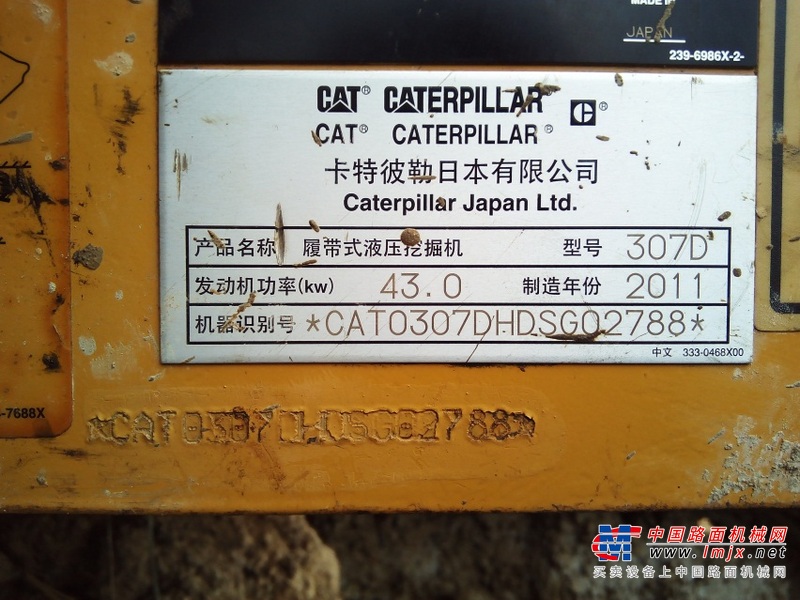 MADE IN
JAPAN
239-6986X-2-
CAT® CATERPILLAR C®
CAT® CATERPILLAR®
卡特彼勒日本有限公司
Caterpillar Japan Ltd.
产品名称 履带式液压挖掘机 型号 307D
发动机功率(kw) 43.0 制造年份 2011
机器识别号 *CAT0307DHDSG02788*
中文 333-0468X00
-7688X
*CAT0307DHDSG02788*
中国路面机械网
www.lmjx.net
买卖设备上中国路面机械网